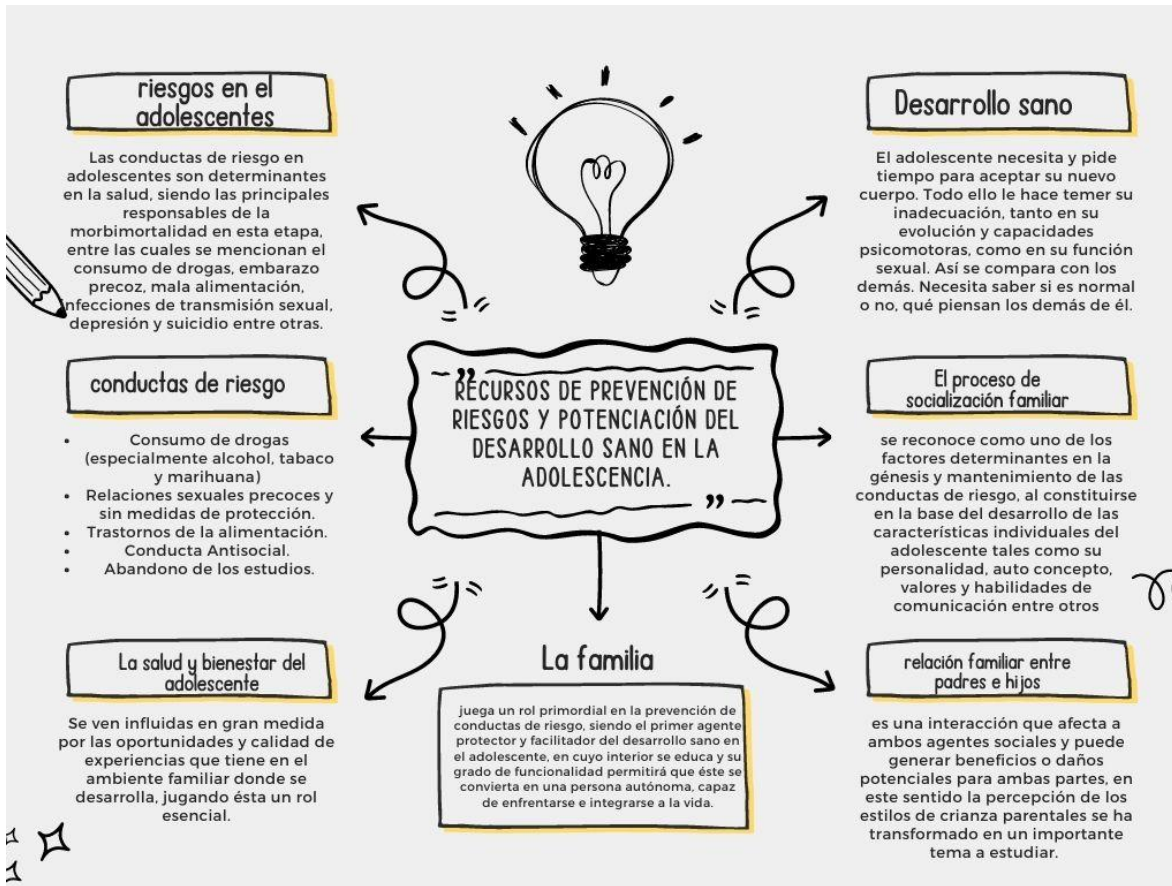 riesgos en el
adolescentes
Las conductas de riesgo en
adolescentes son determinantes
en la salud, siendo las principales
responsables de la
morbimortalidad en esta etapa,
entre las cuales se mencionan el
consumo de drogas, embarazo
precoz, mala alimentación,
infecciones de transmisión sexual,
depresión y suicidio entre otras.
conductas de riesgo
• Consumo de drogas
(especialmente alcohol, tabaco
y marihuana)
• Relaciones sexuales precoces y
sin medidas de protección.
• Trastornos de la alimentación.
• Conducta Antisocial.
• Abandono de los estudios.
La salud y bienestar del
adolescente
Se ven influidas en gran medida
por las oportunidades y calidad de
experiencias que tiene en el
ambiente familiar donde se
desarrolla, jugando ésta un rol
esencial.
RECURSOS DE PREVENCIÓN DE
RIESGOS Y POTENCIACIÓN DEL
DESARROLLO SANO EN LA
ADOLESCENCIA.
La familia
juega un rol primordial en la prevención de
conductas de riesgo, siendo el primer agente
protector y facilitador del desarrollo sano en
el adolescente, en cuyo interior se educa y su
grado de funcionalidad permitirá que éste se
convierta en una persona autónoma, capaz
de enfrentarse e integrarse a la vida.
Desarrollo sano
El adolescente necesita y pide
tiempo para aceptar su nuevo
cuerpo. Todo ello le hace temer su
inadecuación, tanto en su
evolución y capacidades
psicomotoras, como en su función
sexual. Así se compara con los
demás. Necesita saber si es normal
o no, qué piensan los demás de él.
El proceso de
socialización familiar
se reconoce como uno de los
factores determinantes en la
génesis y mantenimiento de las
conductas de riesgo, al constituirse
en la base del desarrollo de las
características individuales del
adolescente tales como su
personalidad, auto concepto,
valores y habilidades de
comunicación entre otros
relación familiar entre
padres e hijos
es una interacción que afecta a
ambos agentes sociales y puede
generar beneficios o daños
potenciales para ambas partes, en
este sentido la percepción de los
estilos de crianza parentales se ha
transformado en un importante
tema a estudiar.